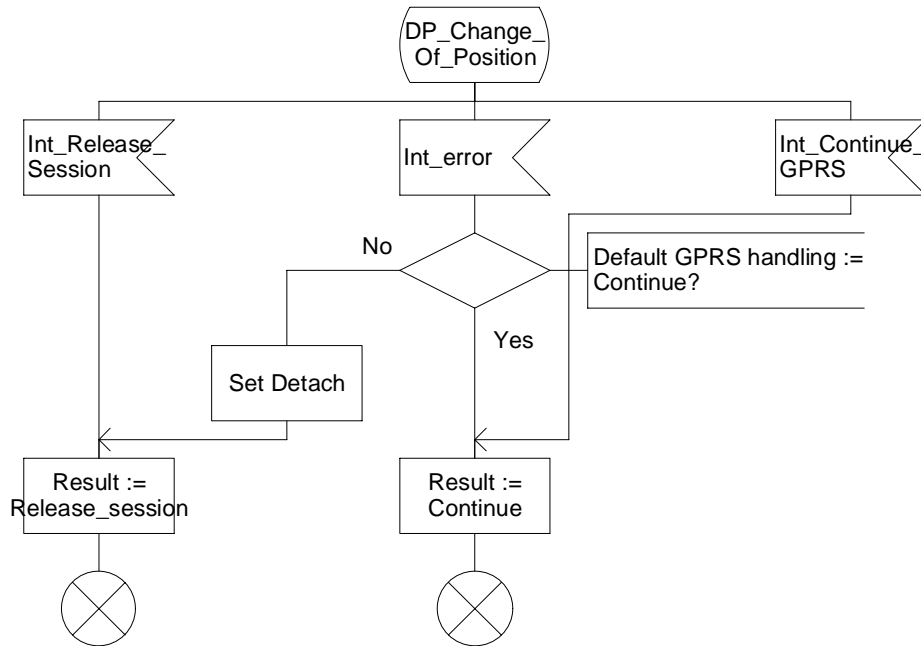 DP_Change_
Of_Position
Int_Release_
Session
Int_error
Int_Continue_
GPRS
No
Default GPRS handling :=
Continue?
Yes
Set Detach
Result :=
Release_session
Result :=
Continue